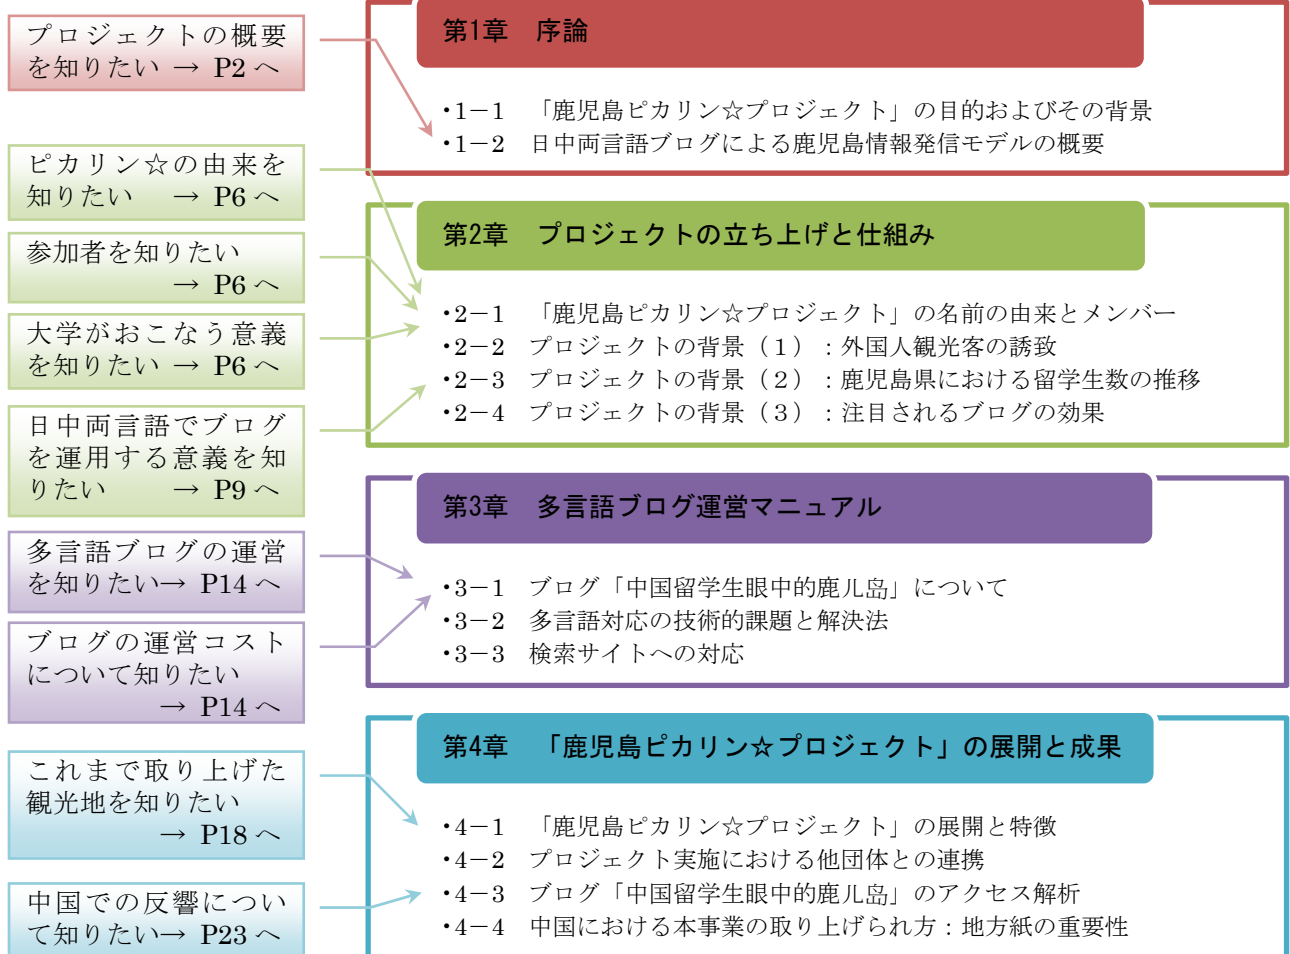 プロジェクトの概要
を知りたい → P2 へ
ピカリン☆の由来を
知りたい → P6 へ
参加者を知りたい
→ P6 へ
大学がおこなう意義
を知りたい → P6 へ
日中両言語でブログ
を運用する意義を知
りたい → P9 へ
多言語ブログの運営
を知りたい→ P14 へ
ブログの運営コスト
について知りたい
→ P14 へ
これまで取り上げた
観光地を知りたい
→ P18 へ
中国での反響につい
て知りたい→ P23 へ
第1章 序論
・1－1 「鹿児島ピカリン☆プロジェクト」の目的およびその背景
・1－2 日中両言語ブログによる鹿児島情報発信モデルの概要
第2章 プロジェクトの立ち上げと仕組み
・2－1 「鹿児島ピカリン☆プロジェクト」の名前の由来とメンバー
・2－2 プロジェクトの背景（１）：外国人観光客の誘致
・2－3 プロジェクトの背景（２）：鹿児島県における留学生数の推移
・2－4 プロジェクトの背景（３）：注目されるブログの効果
第3章 多言語ブログ運営マニュアル
・3－1 ブログ「中国留学生眼中的鹿儿岛」について
・3－2 多言語対応の技術的課題と解決法
・3－3 検索サイトへの対応
第4章 「鹿児島ピカリン☆プロジェクト」の展開と成果
・4－1 「鹿児島ピカリン☆プロジェクト」の展開と特徴
・4－2 プロジェクト実施における他団体との連携
・4－3 ブログ「中国留学生眼中的鹿儿岛」のアクセス解析
・4－4 中国における本事業の取り上げられ方：地方紙の重要性